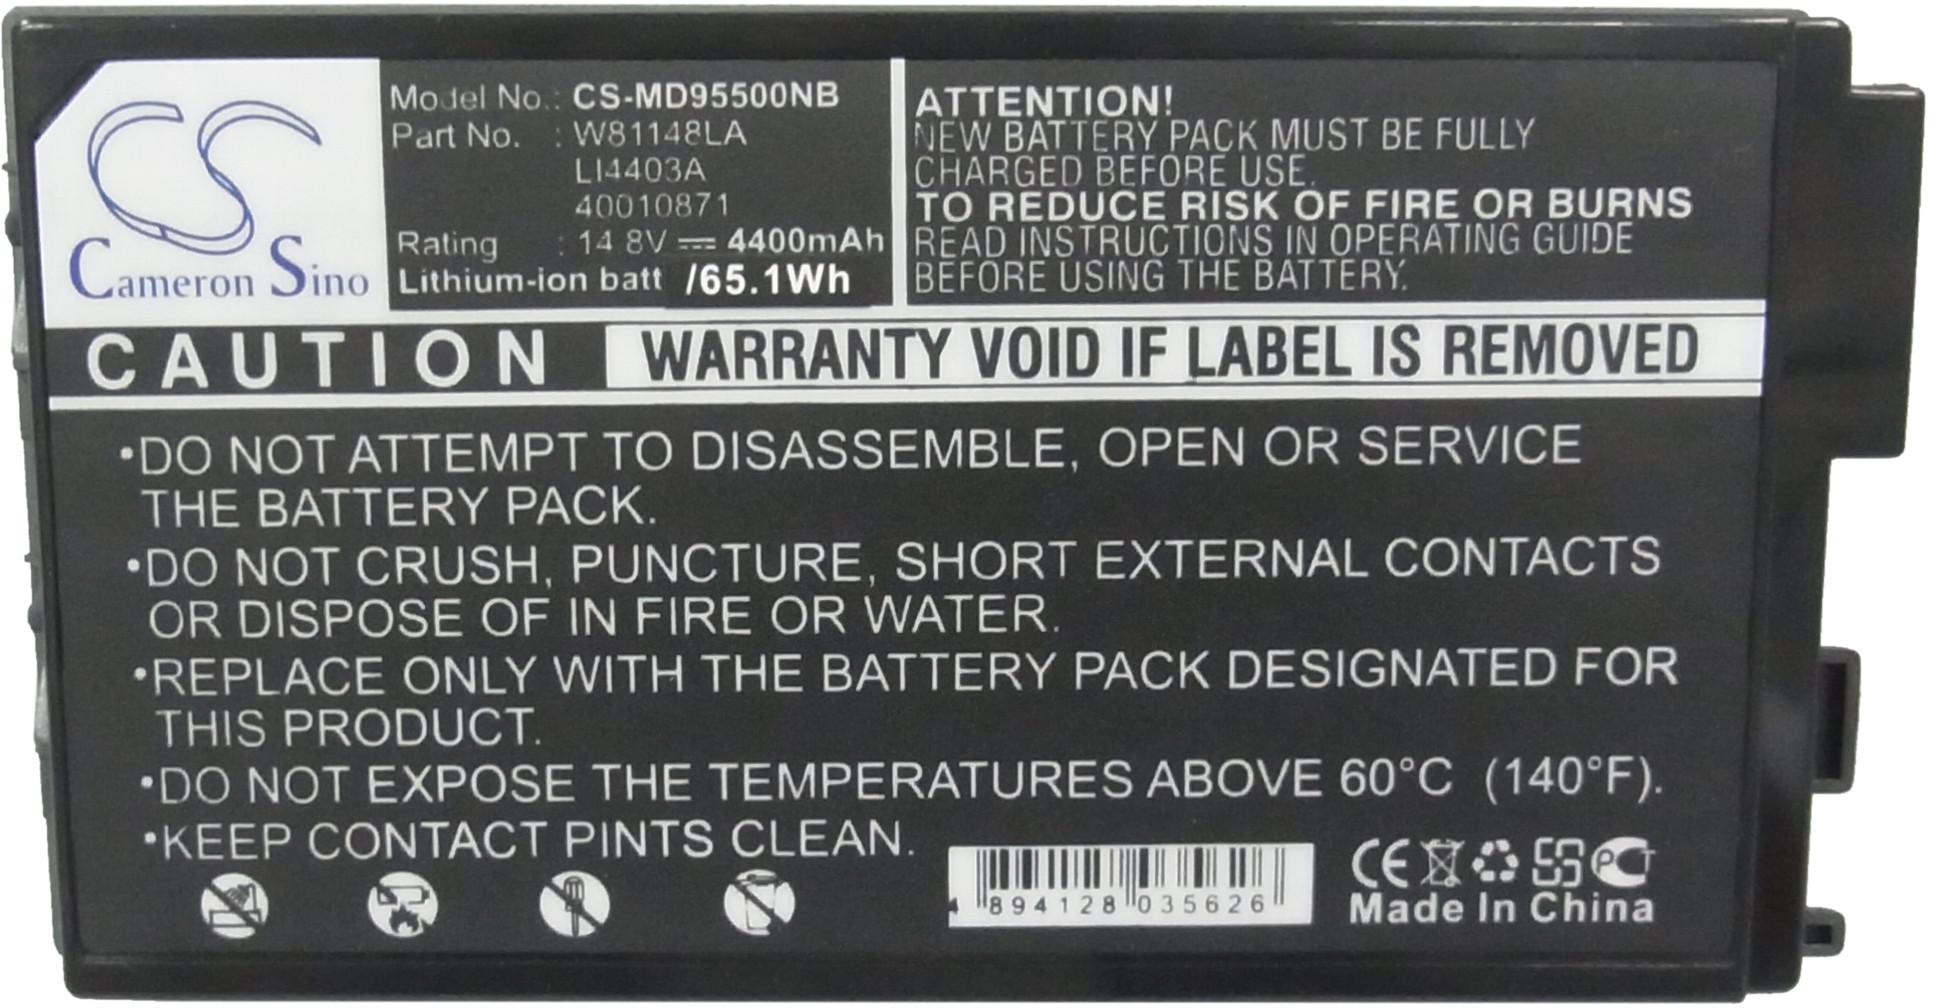 CS
Cameron Sino
Model No.: CS-MD95500NB
Part No. : W81148LA
LI4403A
40010871
Rating : 14.8V ⎓ 4400mAh
Lithium-ion batt /65.1Wh
ATTENTION!
NEW BATTERY PACK MUST BE FULLY
CHARGED BEFORE USE.
TO REDUCE RISK OF FIRE OR BURNS
READ INSTRUCTIONS IN OPERATING GUIDE
BEFORE USING THE BATTERY.
CAUTION WARRANTY VOID IF LABEL IS REMOVED
•DO NOT ATTEMPT TO DISASSEMBLE, OPEN OR SERVICE
THE BATTERY PACK.
•DO NOT CRUSH, PUNCTURE, SHORT EXTERNAL CONTACTS
OR DISPOSE OF IN FIRE OR WATER.
•REPLACE ONLY WITH THE BATTERY PACK DESIGNATED FOR
THIS PRODUCT.
•DO NOT EXPOSE THE TEMPERATURES ABOVE 60°C (140°F).
•KEEP CONTACT PINTS CLEAN.
4 894128 035626
CE PCT
Made In China